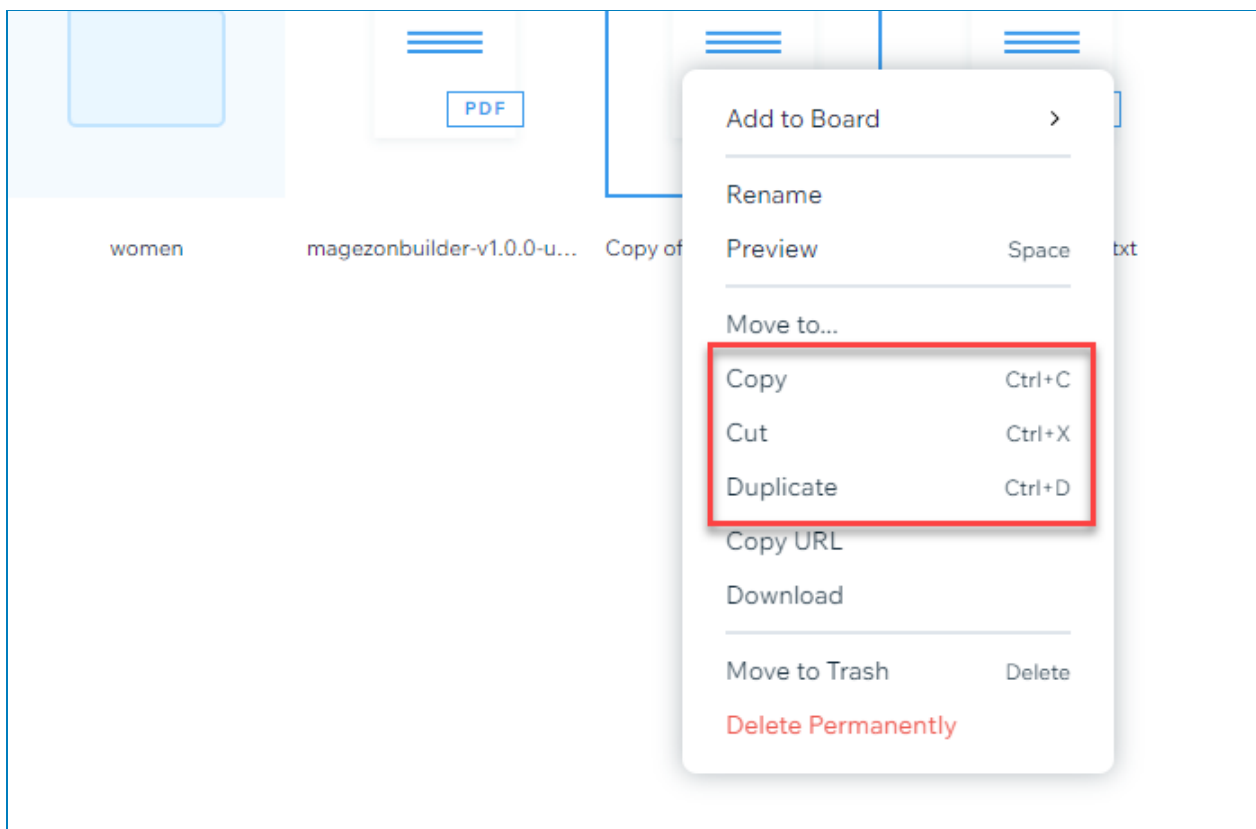 PDF
Add to Board
Rename
women
magezonbuilder-v1.0.0-u...
Copy of
Preview Space
txt
Move to...
Copy Ctrl+C
Cut Ctrl+X
Duplicate Ctrl+D
Copy URL
Download
Move to Trash Delete
Delete Permanently